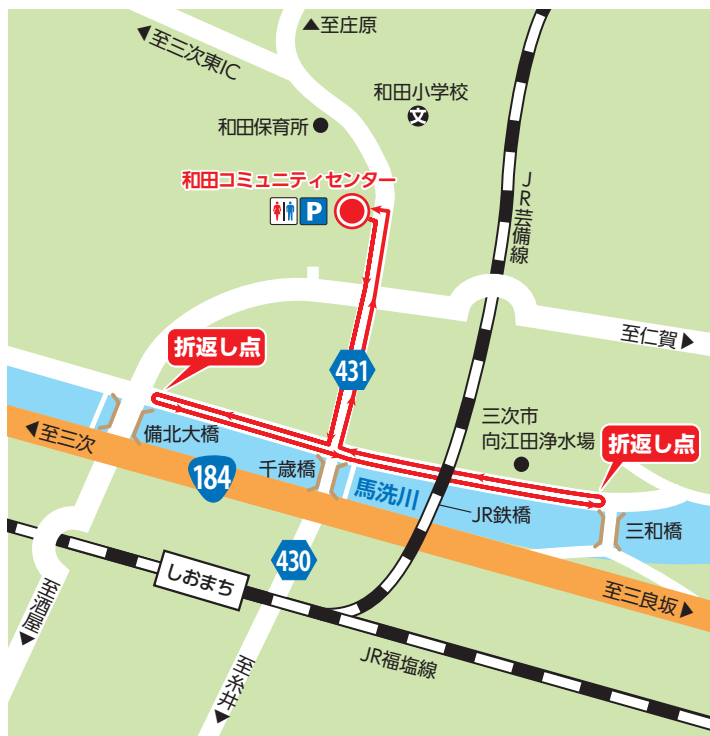 ▲至庄原
◀至三次東IC
和田小学校
文
和田保育所
和田コミュニティセンター
P
JR芸備線
至仁賀▶
折返し点
431
三次市
向江田浄水場
折返し点
◀至三次
備北大橋
千歳橋
184
馬洗川
JR鉄橋
三和橋
430
しおまち
至三良坂▶
至酒屋▶
至糸井▶
JR福塩線